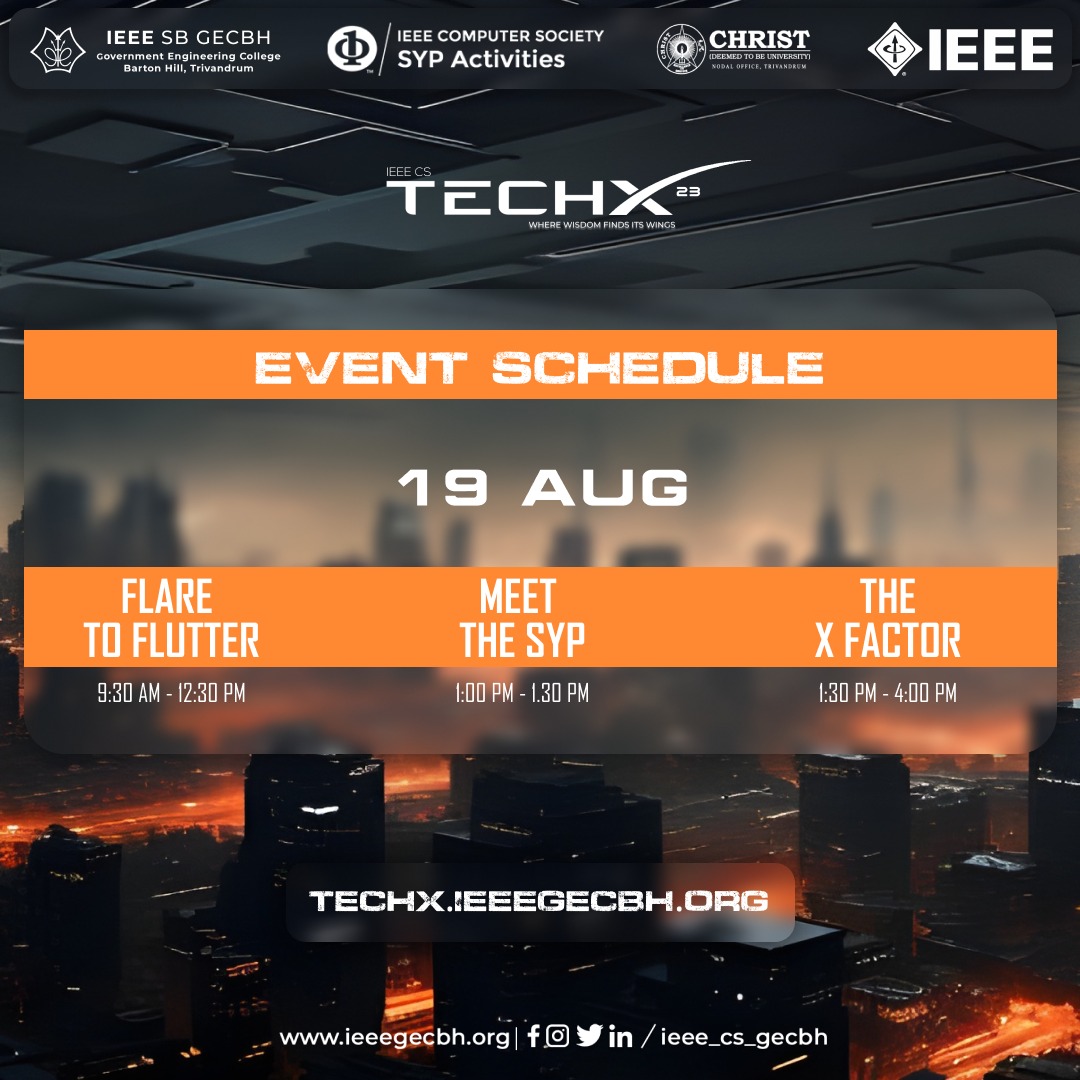 IEEE SB GECBH
Government Engineering College
Barton Hill, Trivandrum
IEEE COMPUTER SOCIETY
SYP Activities
CHRIST
(DEEMED TO BE UNIVERSITY)
NODAL OFFICE, TRIVANDRUM
IEEE
IEEE CS
TECHX 23
WHERE WISDOM FINDS ITS WINGS
EVENT SCHEDULE
19 AUG
FLARE
TO FLUTTER
9:30 AM - 12:30 PM
MEET
THE SYP
1:00 PM - 1.30 PM
THE
X FACTOR
1:30 PM - 4:00 PM
TECHX.IEEEGECBH.ORG
www.ieeegecbh.org| / ieee_cs_gecbh